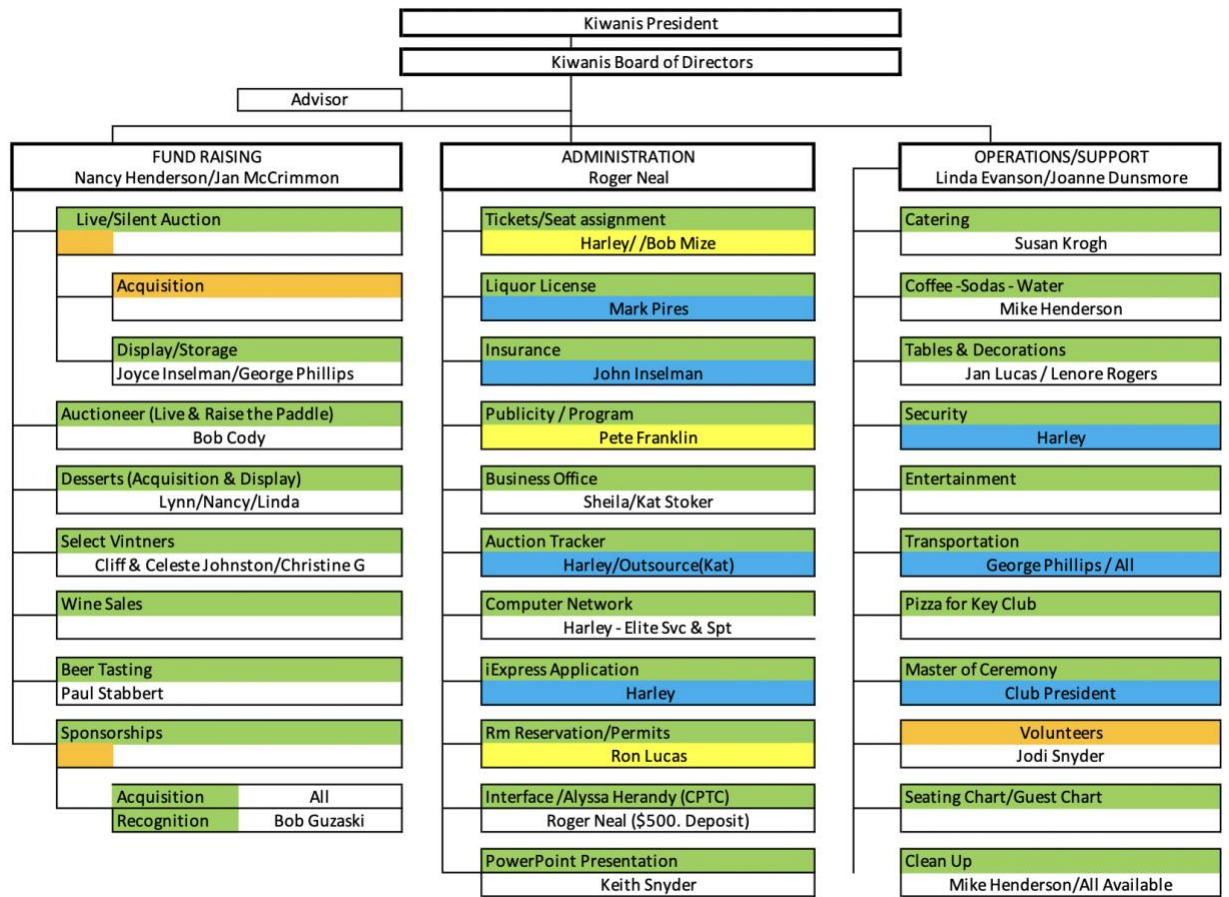 Kiwanis President
Kiwanis Board of Directors
Advisor
FUND RAISING
Nancy Henderson/Jan McCrimmon
Live/Silent Auction
Acquisition
Display/Storage
Joyce Inselman/George Phillips
Auctioneer (Live & Raise the Paddle)
Bob Cody
Desserts (Acquisition & Display)
Lynn/Nancy/Linda
Select Vintners
Cliff & Celeste Johnston/Christine G
Wine Sales
Beer Tasting
Paul Stabbert
Sponsorships
Acquisition All
Recognition Bob Guzaski
ADMINISTRATION
Roger Neal
Tickets/Seat assignment
Harley/ /Bob Mize
Liquor License
Mark Pires
Insurance
John Inselman
Publicity / Program
Pete Franklin
Business Office
Sheila/Kat Stoker
Auction Tracker
Harley/Outsource(Kat)
Computer Network
Harley - Elite Svc & Spt
iExpress Application
Harley
Rm Reservation/Permits
Ron Lucas
Interface /Alyssa Herandy (CPTC)
Roger Neal ($500. Deposit)
PowerPoint Presentation
Keith Snyder
OPERATIONS/SUPPORT
Linda Evanson/Joanne Dunsmore
Catering
Susan Krogh
Coffee -Sodas - Water
Mike Henderson
Tables & Decorations
Jan Lucas / Lenore Rogers
Security
Harley
Entertainment
Transportation
George Phillips / All
Pizza for Key Club
Master of Ceremony
Club President
Volunteers
Jodi Snyder
Seating Chart/Guest Chart
Clean Up
Mike Henderson/All Available